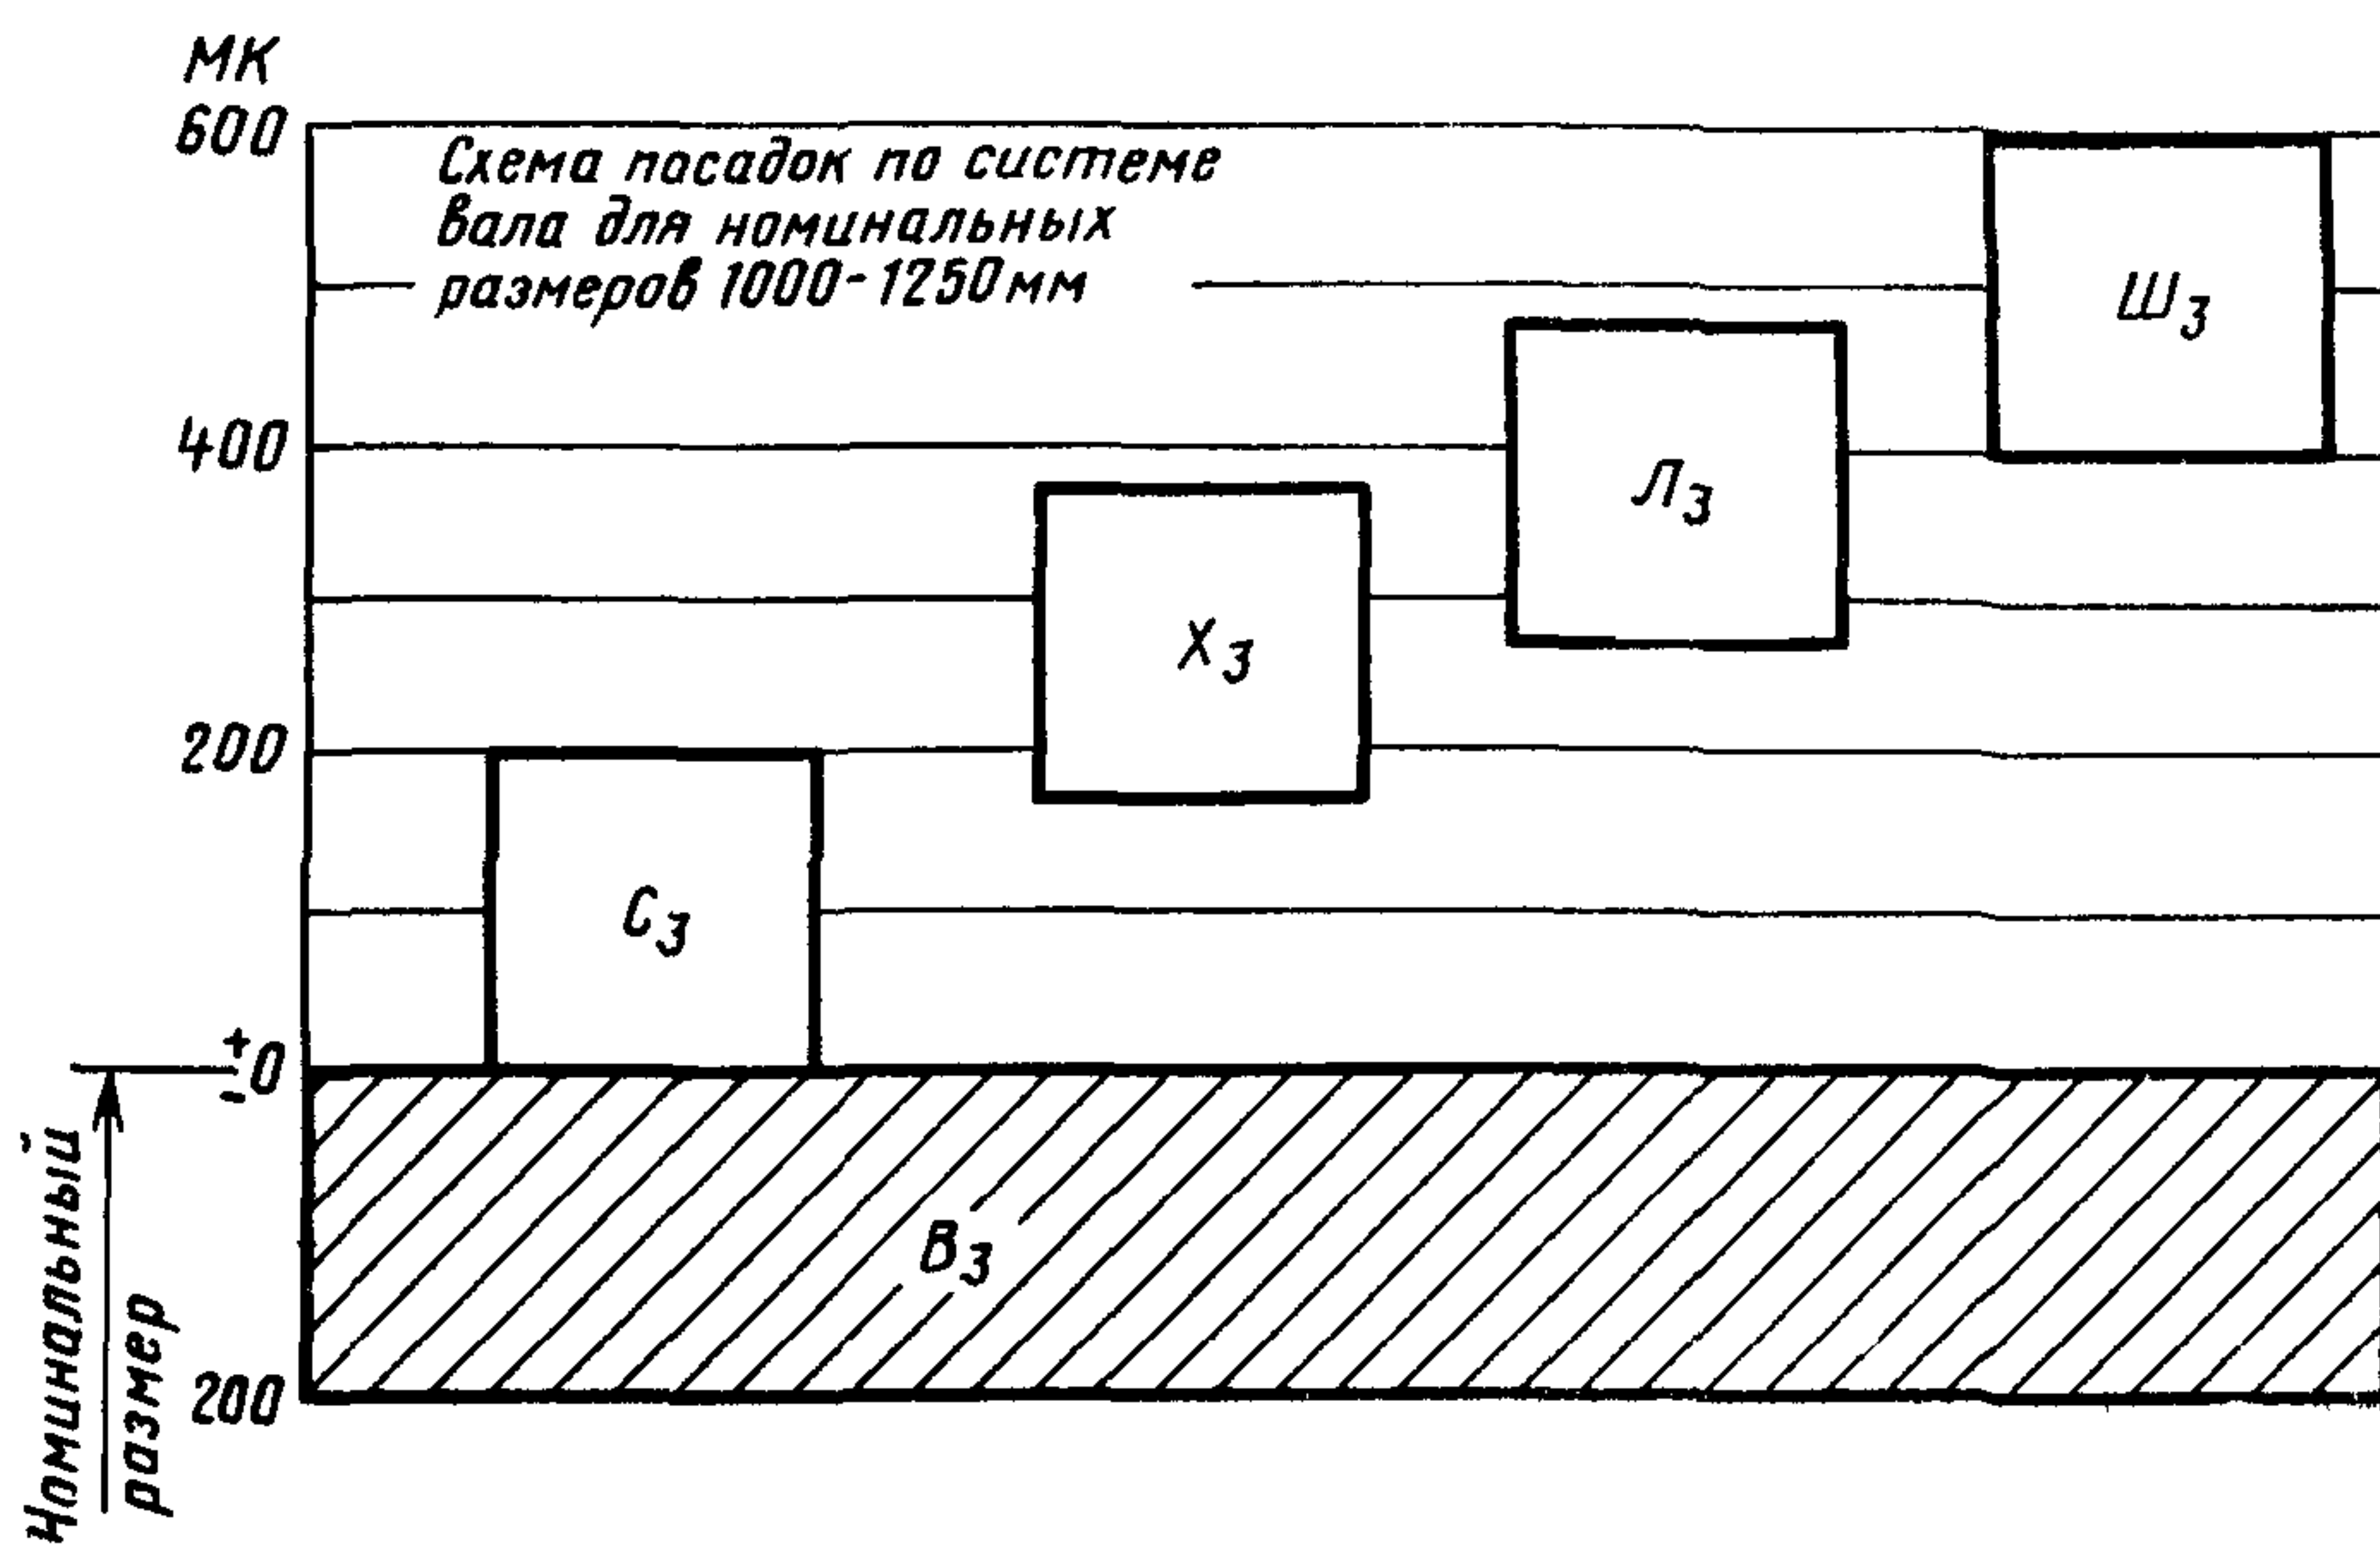 МК
600
Схема посадок по системе
вала для номинальных
размеров 1000-1250мм
Ш3
400
Л3
Х3
200
С3
±0
В3
200
Номинальный
размер